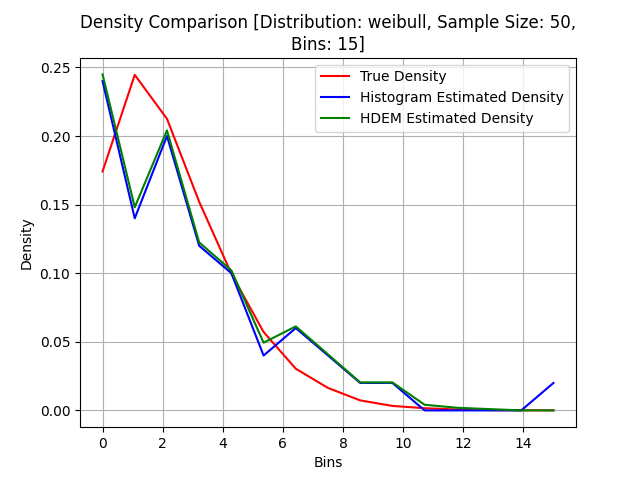 Density Comparison [Distribution: weibull, Sample Size: 50,
Bins: 15]
True Density
Histogram Estimated Density
HDEM Estimated Density
Density
0.25
0.20
0.15
0.10
0.05
0.00
0 2 4 6 8 10 12 14
Bins